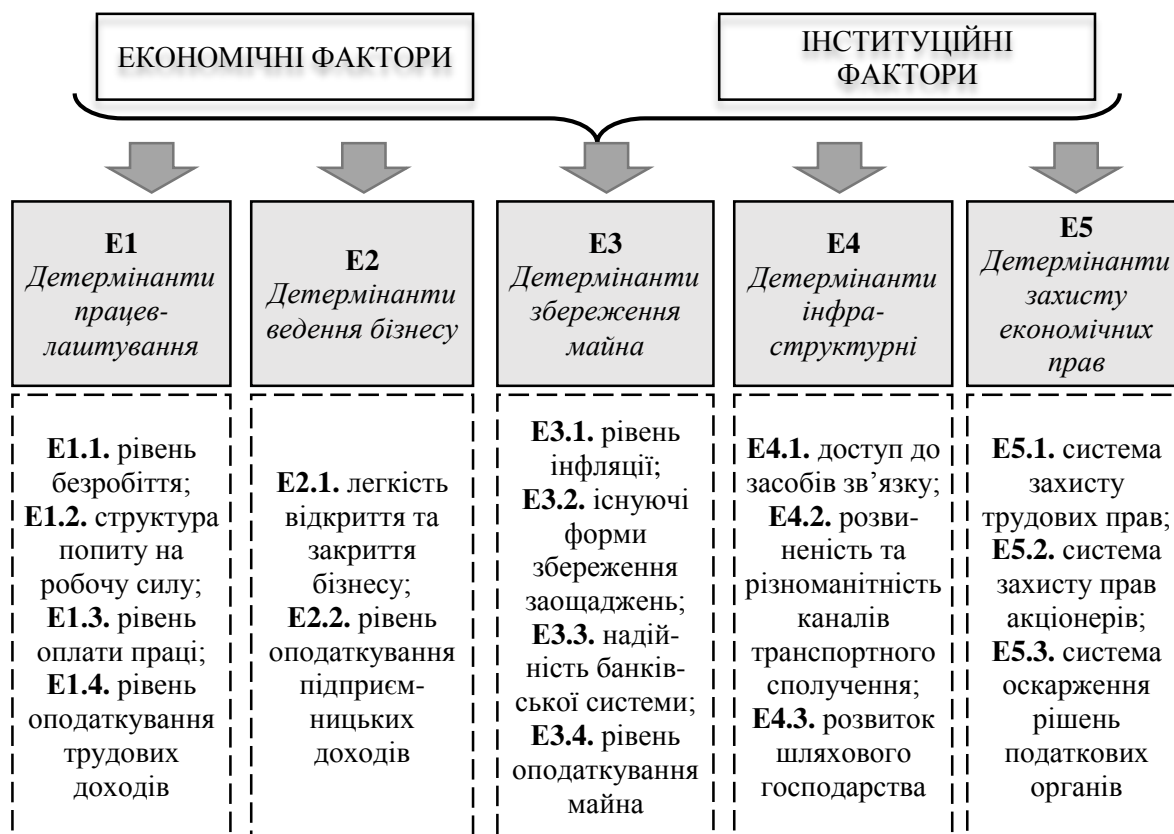 ЕКОНОМІЧНІ ФАКТОРИ
ІНСТИТУЦІЙНІ
ФАКТОРИ
Е1
Детермінанти
працев-
лаштування
Е2
Детермінанти
ведення бізнесу
Е3
Детермінанти
збереження
майна
Е4
Детермінанти
інфра-
структурні
Е5
Детермінанти
захисту
економічних
прав
Е1.1. рівень
безробіття;
Е1.2. структура
попиту на
робочу силу;
Е1.3. рівень
оплати праці;
Е1.4. рівень
оподаткування
трудових
доходів
Е2.1. легкість
відкриття та
закриття
бізнесу;
Е2.2. рівень
оподаткування
підприєм-
ницьких
доходів
Е3.1. рівень
інфляції;
Е3.2. існуючі
форми
збереження
заощаджень;
Е3.3. надій-
ність банків-
ської системи;
Е3.4. рівень
оподаткування
майна
Е4.1. доступ до
засобів зв’язку;
Е4.2. розви-
неність та
різноманітність
каналів
транспортного
сполучення;
Е4.3. розвиток
шляхового
господарства
Е5.1. система
захисту
трудових прав;
Е5.2. система
захисту прав
акціонерів;
Е5.3. система
оскарження
рішень
податкових
органів